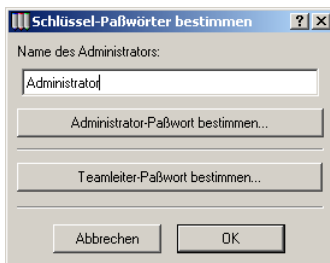 Schlüssel-Paßwörter bestimmen
Name des Administrators:
Administrator
Administrator-Paßwort bestimmen...
Teamleiter-Paßwort bestimmen...
Abbrechen OK